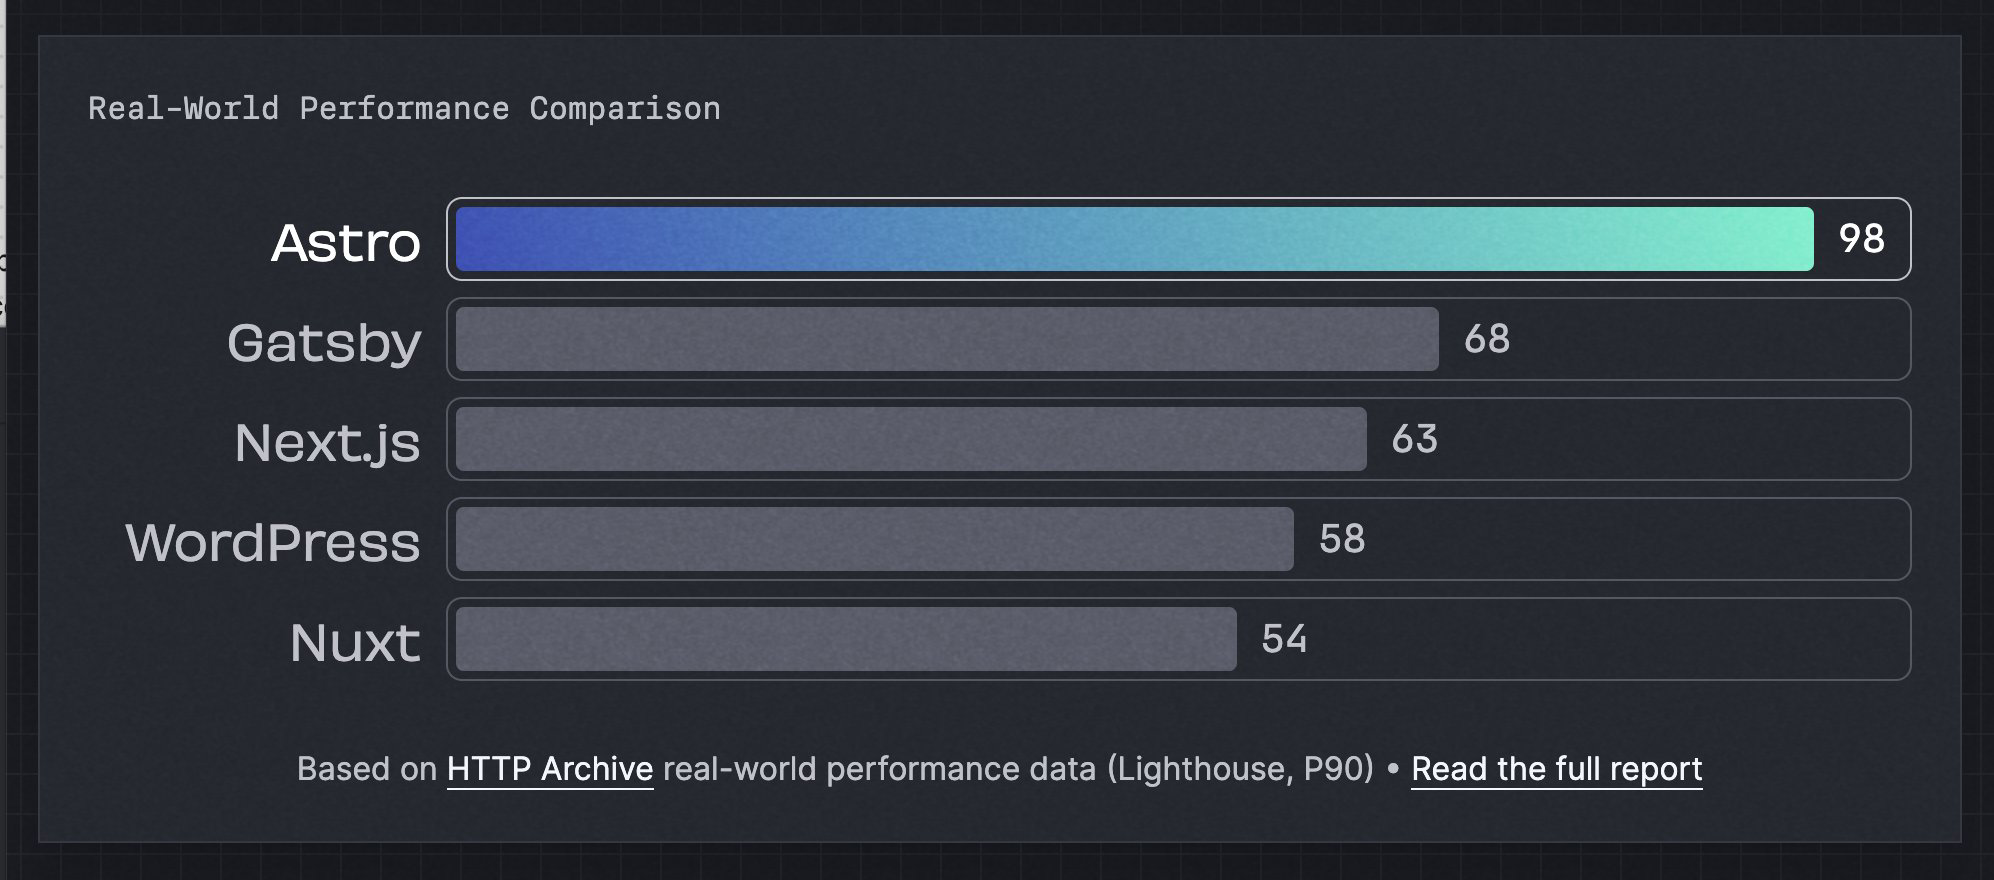 Real-World Performance Comparison
Astro 98
Gatsby 68
Next.js 63
WordPress 58
Nuxt 54
Based on HTTP Archive real-world performance data (Lighthouse, P90) • Read the full report